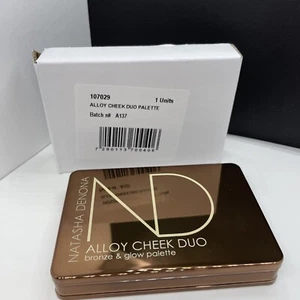 107029
1 Units
ALLOY CHEEK DUO PALETTE
Batch n# A137
ND
NATASHA DENONA
ALLOY CHEEK DUO
bronze & glow palette